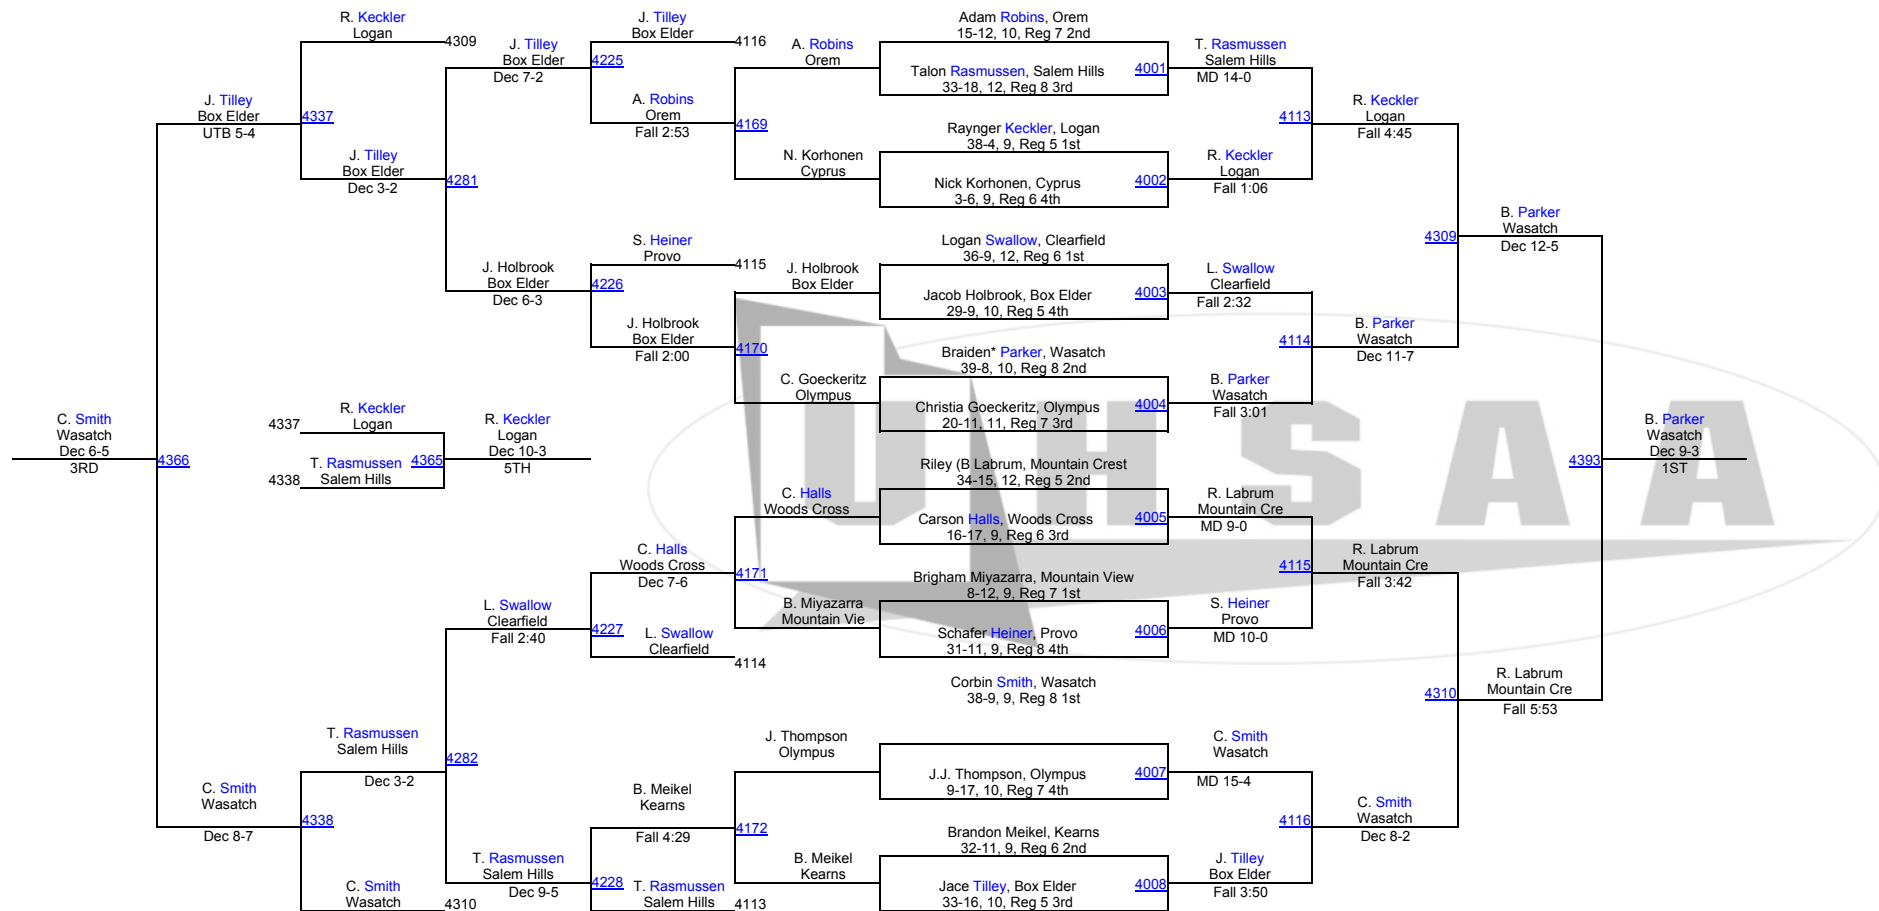 R. Keckler
Logan
4309
J. Tilley
Box Elder
UTB 5-4
4337
J. Tilley
Box Elder
Dec 3-2
4281
J. Tilley
Box Elder
Dec 7-2
4225
J. Tilley
Box Elder
4116
A. Robins
Orem
Fall 2:53
4169
A. Robins
Orem
N. Korhonen
Cyprus
J. Holbrook
Box Elder
Dec 6-3
4226
S. Heiner
Provo
4115
J. Holbrook
Box Elder
Fall 2:00
4170
J. Holbrook
Box Elder
C. Goeckeritz
Olympus
Adam Robins, Orem
15-12, 10, Reg 7 2nd
Talon Rasmussen, Salem Hills
33-18, 12, Reg 8 3rd
4001
T. Rasmussen
Salem Hills
MD 14-0
Raynger Keckler, Logan
38-4, 9, Reg 5 1st
Nick Korhonen, Cyprus
3-6, 9, Reg 6 4th
4002
R. Keckler
Logan
Fall 1:06
4113
R. Keckler
Logan
Fall 4:45
Logan Swallow, Clearfield
36-9, 12, Reg 6 1st
Jacob Holbrook, Box Elder
29-9, 10, Reg 5 4th
4003
L. Swallow
Clearfield
Fall 2:32
Braiden* Parker, Wasatch
39-8, 10, Reg 8 2nd
Christia Goeckeritz, Olympus
20-11, 11, Reg 7 3rd
4004
B. Parker
Wasatch
Fall 3:01
4114
B. Parker
Wasatch
Dec 11-7
4309
B. Parker
Wasatch
Dec 12-5
C. Smith
Wasatch
Dec 6-5
3RD
4366
4337
R. Keckler
Logan
4338
T. Rasmussen
Salem Hills
4365
R. Keckler
Logan
Dec 10-3
5TH
UHSAA
4393
B. Parker
Wasatch
Dec 9-3
1ST
Riley (B Labrum, Mountain Crest
34-15, 12, Reg 5 2nd
Carson Halls, Woods Cross
16-17, 9, Reg 6 3rd
4005
R. Labrum
Mountain Cre
MD 9-0
Brigham Miyazarra, Mountain View
8-12, 9, Reg 7 1st
Schafer Heiner, Provo
31-11, 9, Reg 8 4th
4006
S. Heiner
Provo
MD 10-0
4115
R. Labrum
Mountain Cre
Fall 3:42
Corbin Smith, Wasatch
38-9, 9, Reg 8 1st
J.J. Thompson, Olympus
9-17, 10, Reg 7 4th
4007
C. Smith
Wasatch
MD 15-4
Brandon Meikel, Kearns
32-11, 9, Reg 6 2nd
Jace Tilley, Box Elder
33-16, 10, Reg 5 3rd
4008
J. Tilley
Box Elder
Fall 3:50
4116
C. Smith
Wasatch
Dec 8-2
4310
R. Labrum
Mountain Cre
Fall 5:53
C. Halls
Woods Cross
C. Halls
Woods Cross
Dec 7-6
4171
B. Miyazarra
Mountain Vie
L. Swallow
Clearfield
Fall 2:40
4227
L. Swallow
Clearfield
4114
T. Rasmussen
Salem Hills
Dec 3-2
4282
J. Thompson
Olympus
B. Meikel
Kearns
Fall 4:29
4172
B. Meikel
Kearns
C. Smith
Wasatch
Dec 8-7
4338
T. Rasmussen
Salem Hills
Dec 9-5
4228
T. Rasmussen
Salem Hills
4113
C. Smith
Wasatch
4310